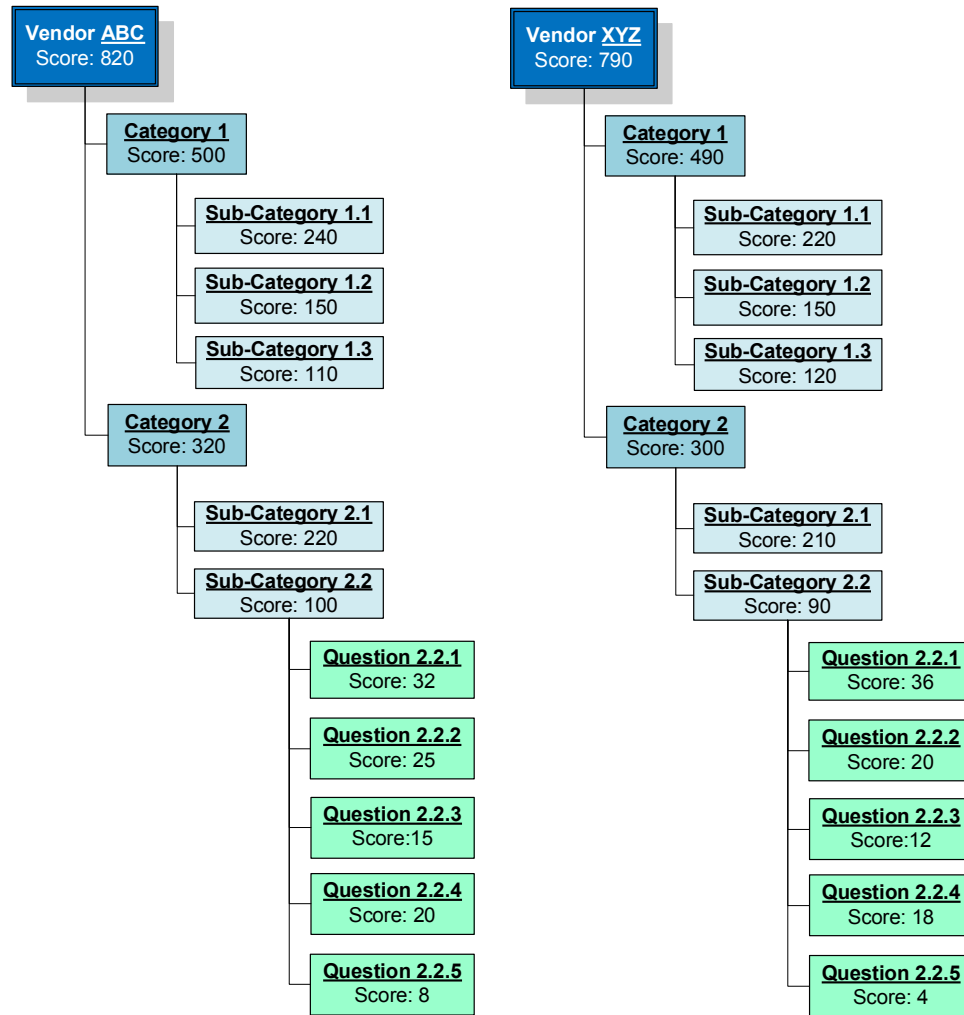 Vendor ABC
Score: 820
Category 1
Score: 500
Sub-Category 1.1
Score: 240
Sub-Category 1.2
Score: 150
Sub-Category 1.3
Score: 110
Category 2
Score: 320
Sub-Category 2.1
Score: 220
Sub-Category 2.2
Score: 100
Question 2.2.1
Score: 32
Question 2.2.2
Score: 25
Question 2.2.3
Score:15
Question 2.2.4
Score: 20
Question 2.2.5
Score: 8
Vendor XYZ
Score: 790
Category 1
Score: 490
Sub-Category 1.1
Score: 220
Sub-Category 1.2
Score: 150
Sub-Category 1.3
Score: 120
Category 2
Score: 300
Sub-Category 2.1
Score: 210
Sub-Category 2.2
Score: 90
Question 2.2.1
Score: 36
Question 2.2.2
Score: 20
Question 2.2.3
Score:12
Question 2.2.4
Score: 18
Question 2.2.5
Score: 4